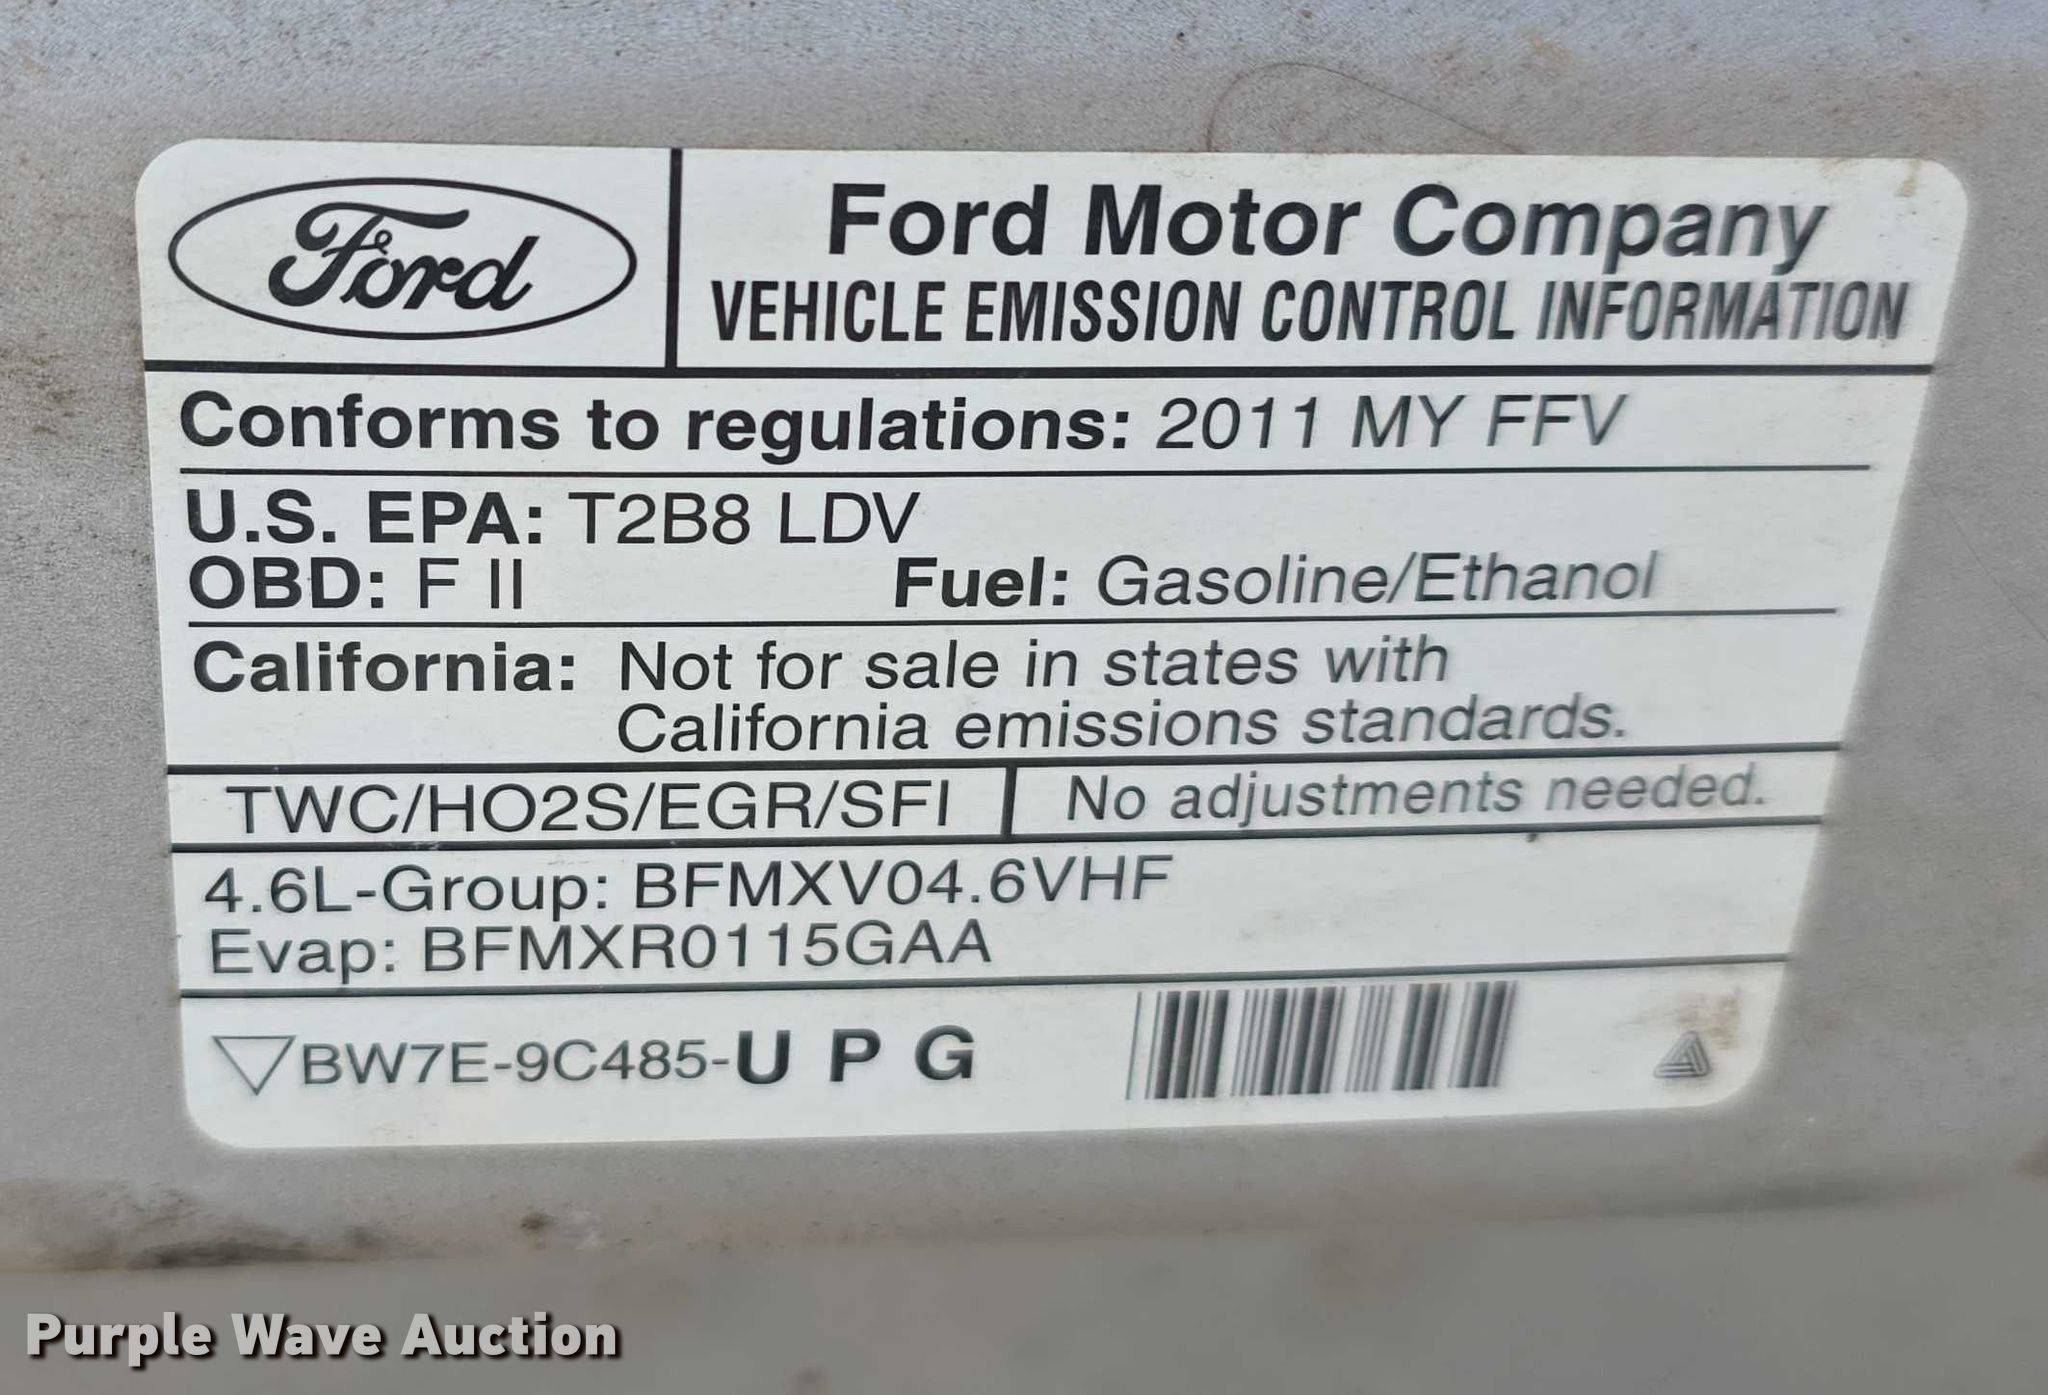 Ford
Ford Motor Company
VEHICLE EMISSION CONTROL INFORMATION
Conforms to regulations: 2011 MY FFV
U.S. EPA: T2B8 LDV
OBD: F II Fuel: Gasoline/Ethanol
California: Not for sale in states with
California emissions standards.
TWC/HO2S/EGR/SFI No adjustments needed.
4.6L-Group: BFMXV04.6VHF
Evap: BFMXR0115GAA
BW7E-9C485-U P G
Purple Wave Auction